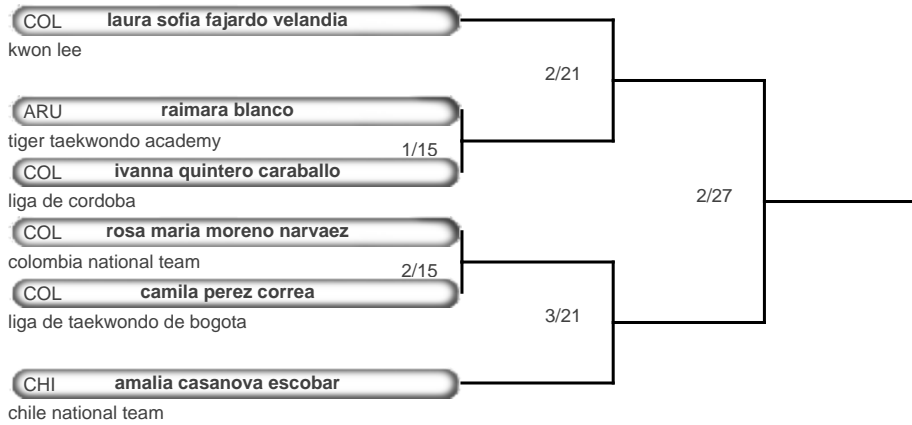 COL laura sofia fajardo velandia
kwon lee
2/21
ARU raimara blanco
tiger taekwondo academy
1/15
COL ivanna quintero caraballo
liga de cordoba
2/27
COL rosa maria moreno narvaez
colombia national team
2/15
COL camila perez correa
liga de taekwondo de bogota
3/21
CHI amalia casanova escobar
chile national team